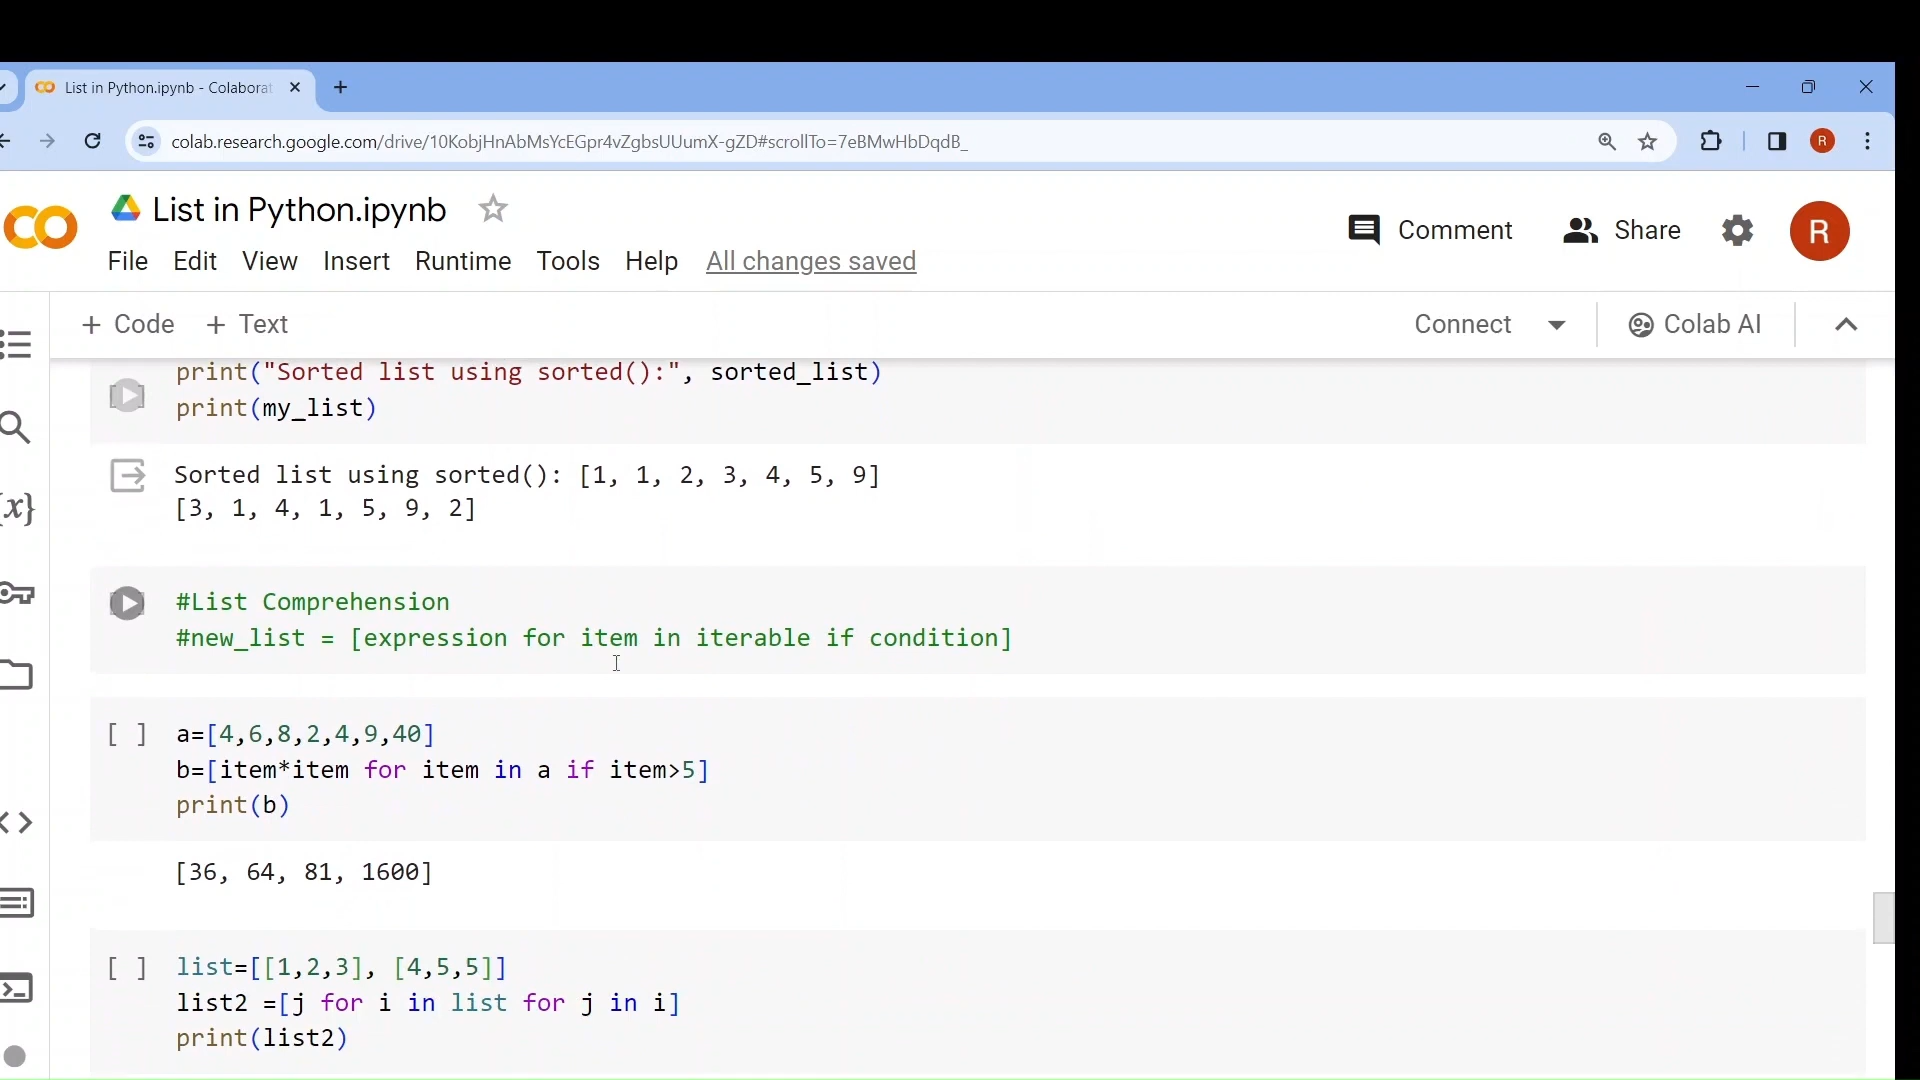 List in Python.ipynb - Colaborat
colab.research.google.com/drive/10KobjHnAbMsYcEGpr4vZgbsUUumX-gZD#scrollTo=7eBMwHbDqdB_
R
List in Python.ipynb
Comment
Share
R
File Edit View Insert Runtime Tools Help All changes saved
+ Code + Text
Connect
Colab AI
print("Sorted list using sorted():", sorted_list)
print(my_list)
Sorted list using sorted(): [1, 1, 2, 3, 4, 5, 9]
[3, 1, 4, 1, 5, 9, 2]
{x}
#List Comprehension
#new_list = [expression for item in iterable if condition]
[ ] a=[4,6,8,2,4,9,40]
b=[item*item for item in a if item>5]
print(b)
[36, 64, 81, 1600]
[ ] list=[[1,2,3], [4,5,5]]
list2 =[j for i in list for j in i]
print(list2)